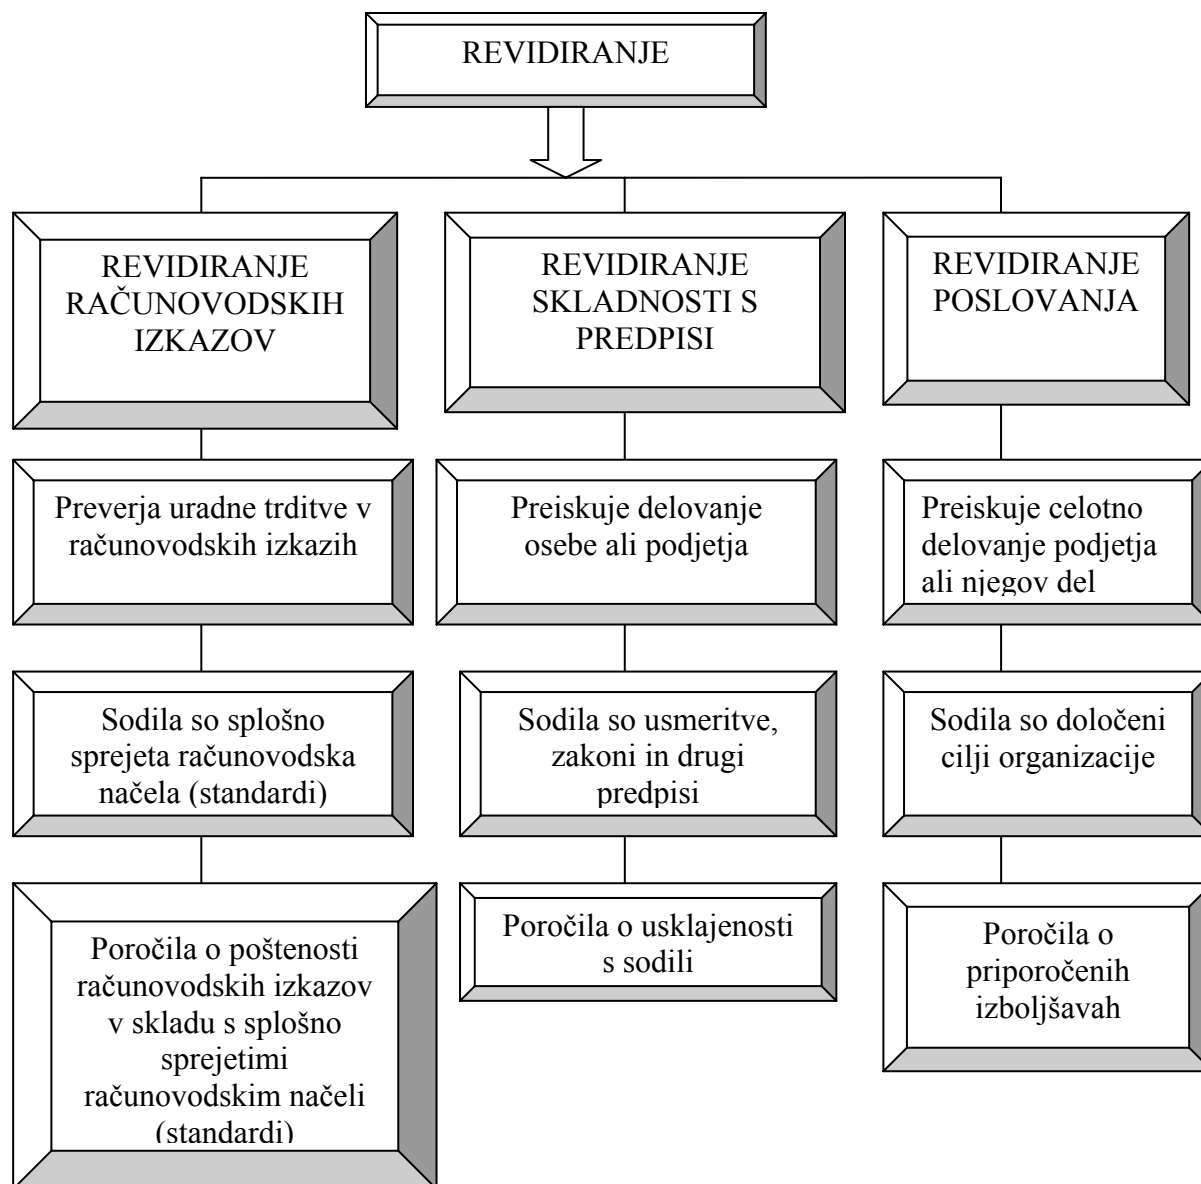 REVIDIRANJE
REVIDIRANJE
RAČUNOVODSKIH
IZKAZOV
REVIDIRANJE
SKLADNOSTI S
PREDPISI
REVIDIRANJE
POSLOVANJA
Preverja uradne trditve v
računovodskih izkazih
Preiskuje delovanje
osebe ali podjetja
Preiskuje celotno
delovanje podjetja
ali njegov del
Sodila so splošno
sprejeta računovodska
načela (standardi)
Sodila so usmeritve,
zakoni in drugi
predpisi
Sodila so določeni
cilji organizacije
Poročila o poštenosti
računovodskih izkazov
v skladu s splošno
sprejetimi
računovodskim načeli
(standardi)
Poročila o usklajenosti
s sodili
Poročila o
priporočenih
izboljšavah